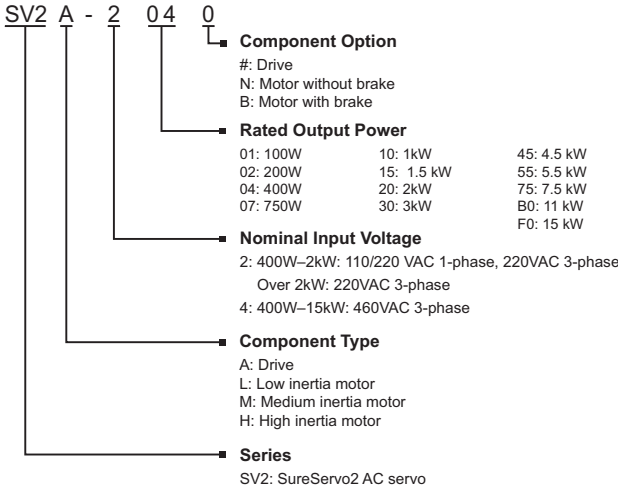 SV2 A - 2 04 0
Component Option
#: Drive
N: Motor without brake
B: Motor with brake
Rated Output Power
01: 100W 10: 1kW 45: 4.5 kW
02: 200W 15: 1.5 kW 55: 5.5 kW
04: 400W 20: 2kW 75: 7.5 kW
07: 750W 30: 3kW B0: 11 kW
F0: 15 kW
Nominal Input Voltage
2: 400W–2kW: 110/220 VAC 1-phase, 220VAC 3-phase
Over 2kW: 220VAC 3-phase
4: 400W–15kW: 460VAC 3-phase
Component Type
A: Drive
L: Low inertia motor
M: Medium inertia motor
H: High inertia motor
Series
SV2: SureServo2 AC servo